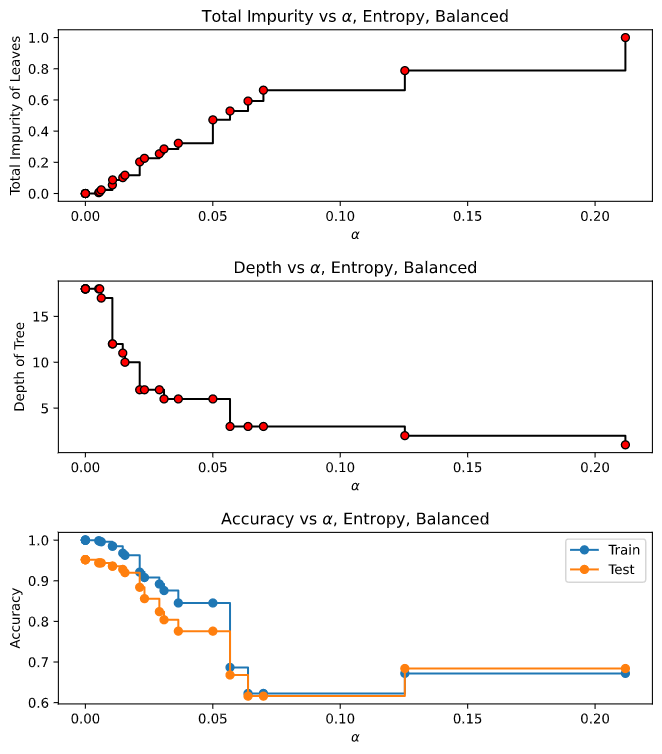 Total Impurity vs α, Entropy, Balanced
Total Impurity of Leaves
1.0
0.8
0.6
0.4
0.2
0.0
0.00 0.05 0.10 0.15 0.20
α
Depth vs α, Entropy, Balanced
Depth of Tree
15
10
5
0.00 0.05 0.10 0.15 0.20
α
Accuracy vs α, Entropy, Balanced
Accuracy
1.0
0.9
0.8
0.7
0.6
Train
Test
0.00 0.05 0.10 0.15 0.20
α